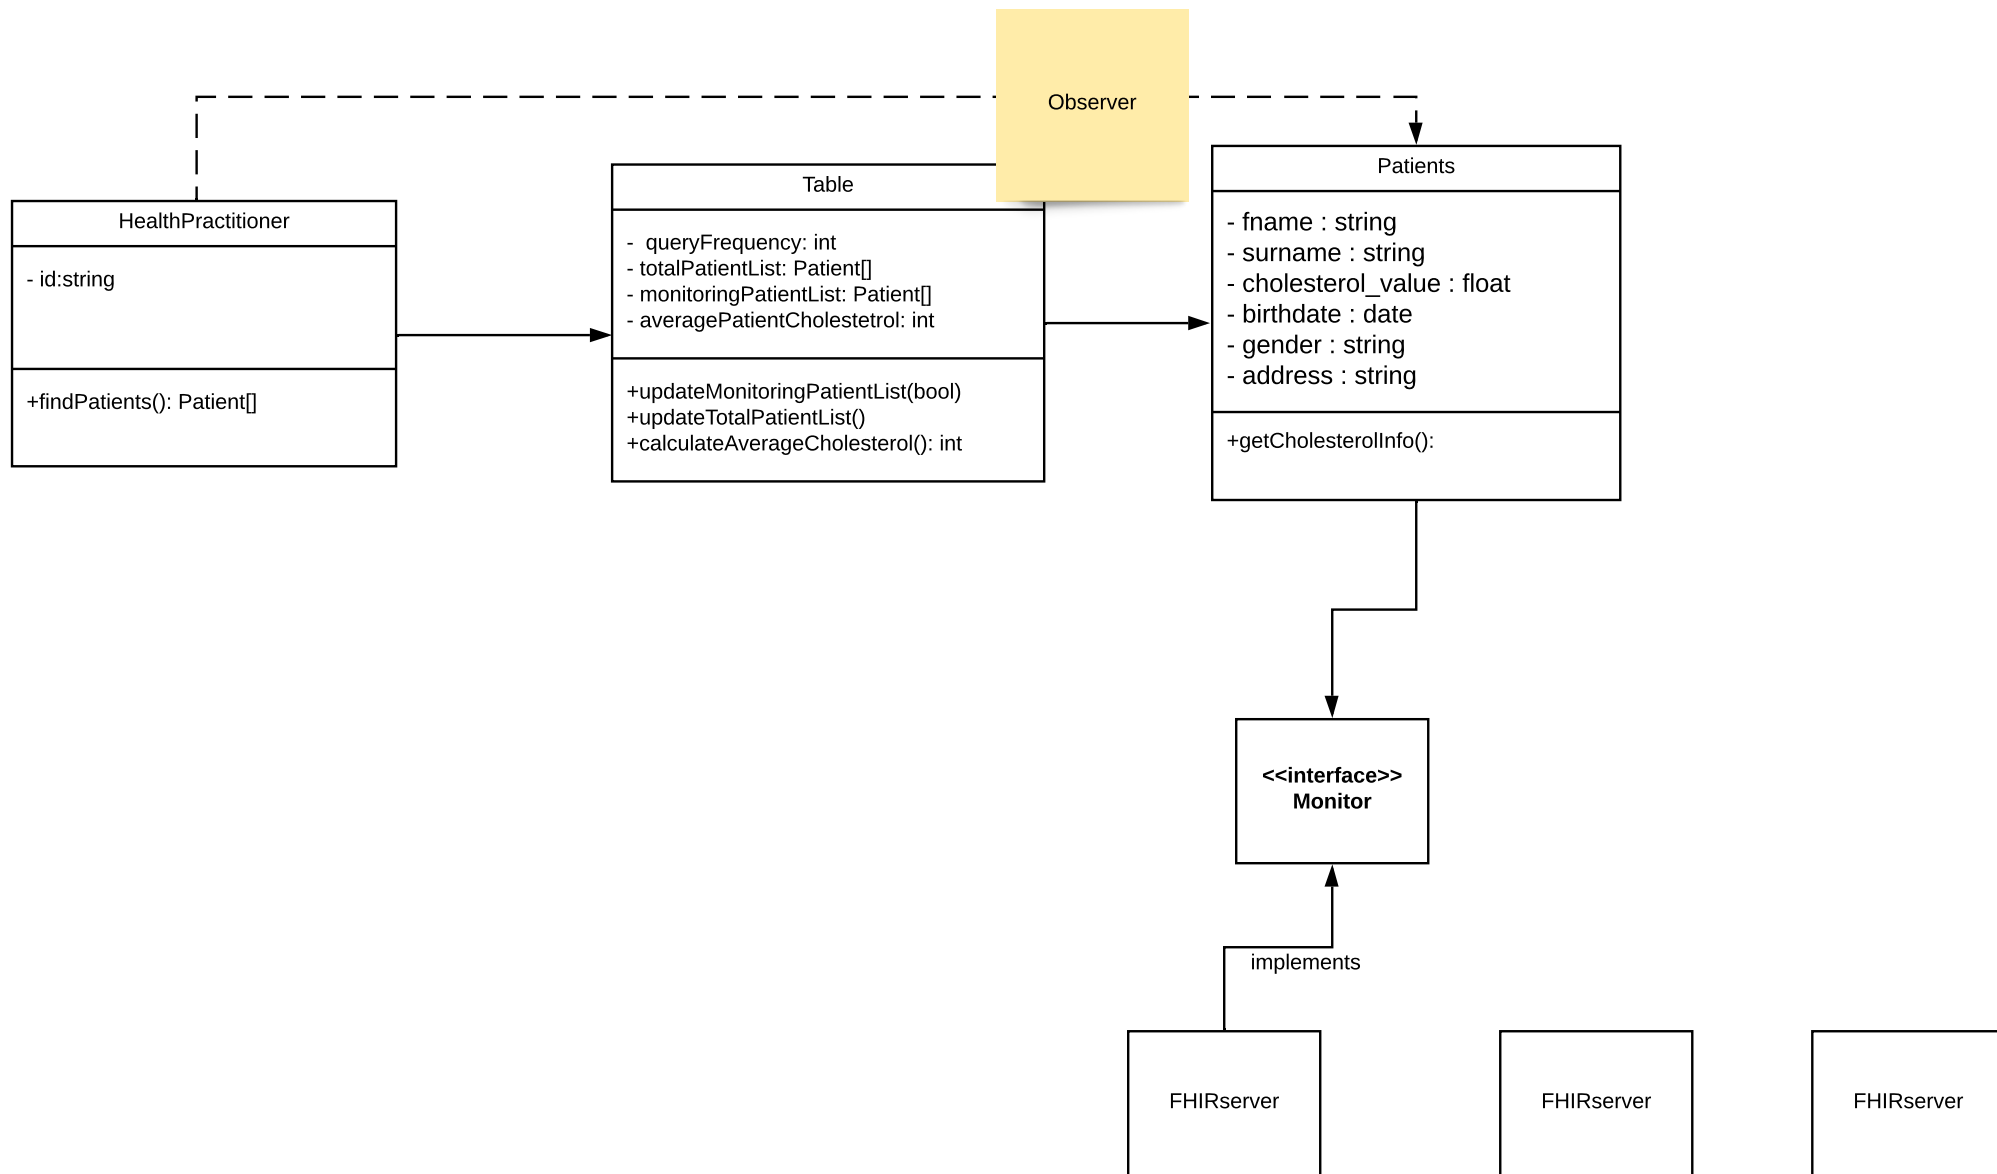 Observer
HealthPractitioner
- id:string
+findPatients(): Patient[]
Table
-  queryFrequency: int
- totalPatientList: Patient[]
- monitoringPatientList: Patient[]
- averagePatientCholestetrol: int
+updateMonitoringPatientList(bool)
+updateTotalPatientList()
+calculateAverageCholesterol(): int
Patients
- fname : string
- surname : string
- cholesterol_value : float
- birthdate : date
- gender : string
- address : string
+getCholesterolInfo():
<<interface>>
Monitor
implements
FHIRserver
FHIRserver
FHIRserver